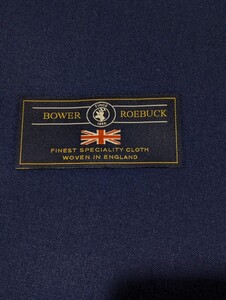 BOWER ROEBUCK
FINEST SPECIALITY CLOTH
WOVEN IN ENGLAND